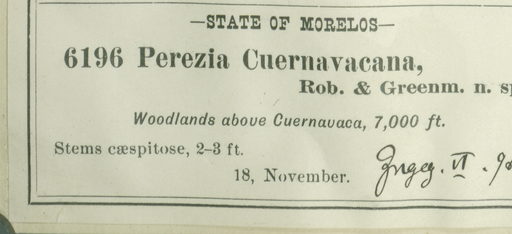 —STATE OF MORELOS—
6196 Perezia Cuernavacana,
Rob. & Greenm. n. sp
Woodlands above Cuernavaca, 7,000 ft.
Stems cæspitose, 2–3 ft.
18, November.